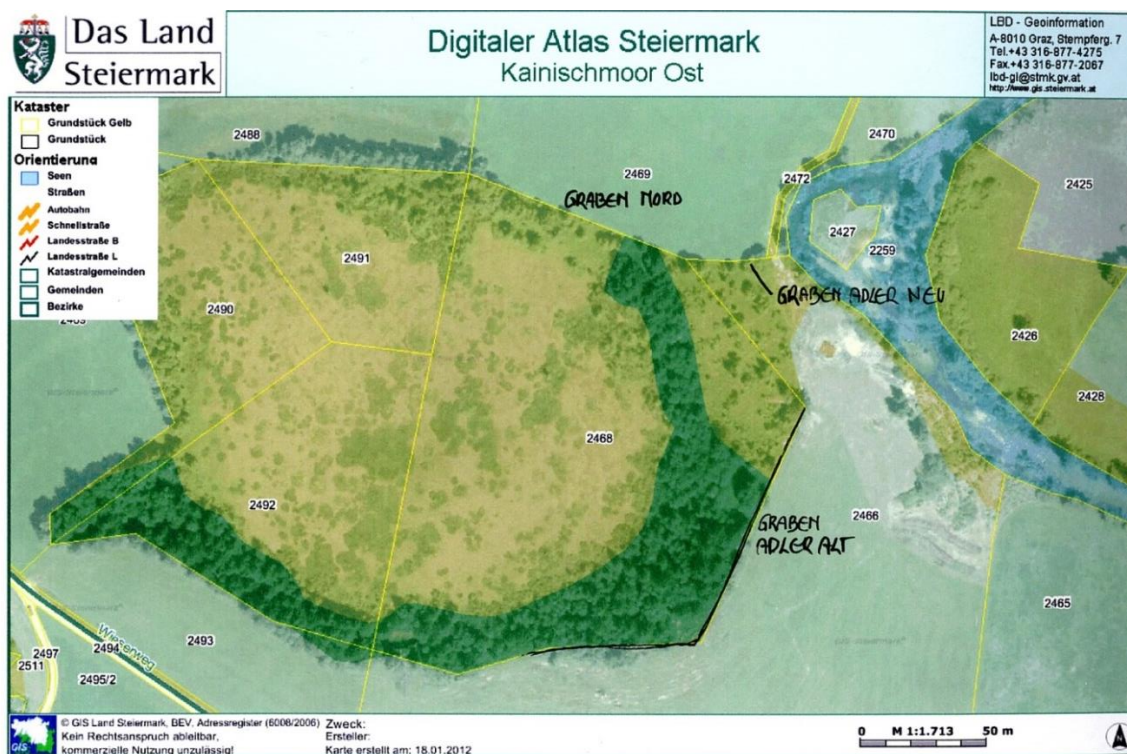 Das Land
Steiermark
Digitaler Atlas Steiermark
Kainischmoor Ost
LBD - Geoinformation
A-8010 Graz, Stempferg. 7
Tel.+43 316-877-4275
Fax.+43 316-877-2067
lbd-gi@stmk.gv.at
http://www.gis.steiermark.at
Kataster
Grundstück Gelb
Grundstück
Orientierung
Seen
Straßen
Autobahn
Schnellstraße
Landesstraße B
Landesstraße L
Katastralgemeinden
Gemeinden
Bezirke
2488
2469
2470
2472
2425
GRABEN NORD
2427
2259
2491
GRABEN ADLER NEU
2490
2426
2428
2468
2492
GRABEN
ADLER ALT
2466
2465
Wieserweg
2493
2494
2497
2511
2495/2
© GIS Land Steiermark, BEV, Adressregister (6006/2006)
Kein Rechtsanspruch ableitbar,
kommerzielle Nutzung unzulässig!
Zweck:
Ersteller:
Karte erstellt am: 18.01.2012
0 M 1:1.713 50 m
GIS
N